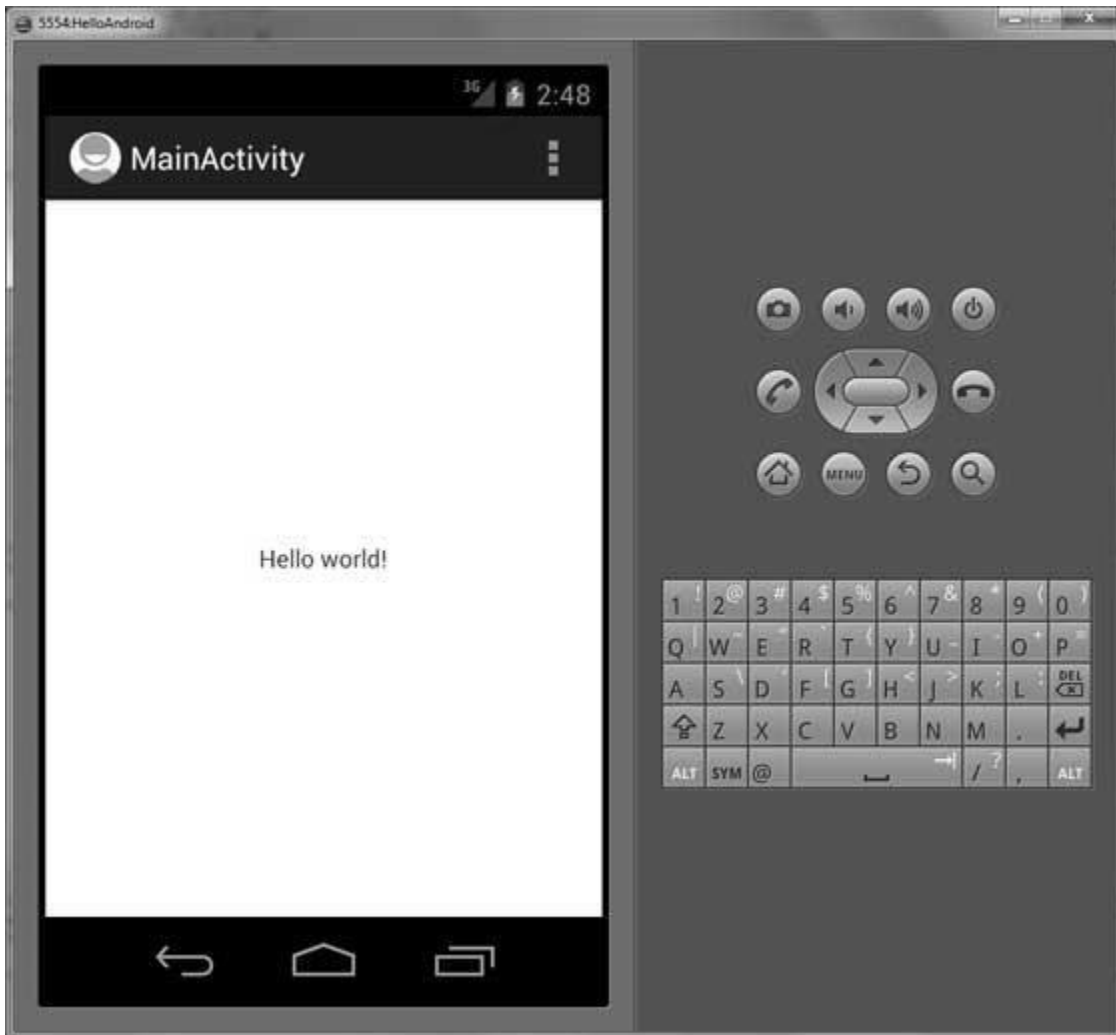 5554:HelloAndroid
3G 2:48
MainActivity
Hello world!
MENU
1 ! 2 @ 3 # 4 $ 5 % 6 ^ 7 & 8 * 9 ( 0 )
Q | W ~ E " R ` T { Y } U _ I - O + P =
A S \ D ' F [ G ] H < J > K ; L : DEL
Z X C V B N M .
ALT SYM @ / ? , ALT